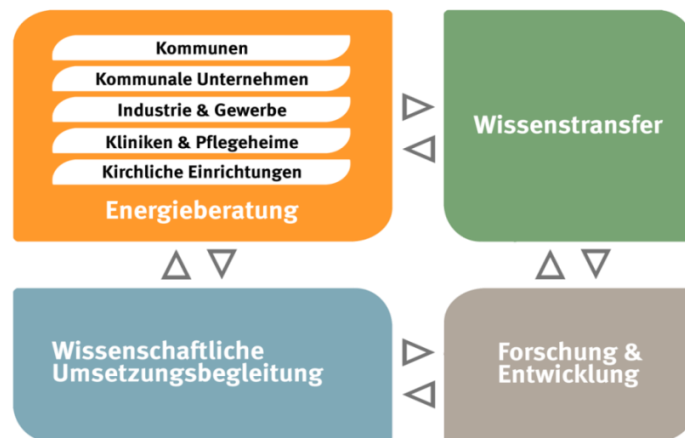 Kommunen
Kommunale Unternehmen
Industrie & Gewerbe
Kliniken & Pflegeheime
Kirchliche Einrichtungen
Energieberatung
Wissenstransfer
Wissenschaftliche
Umsetzungsbegleitung
Forschung &
Entwicklung